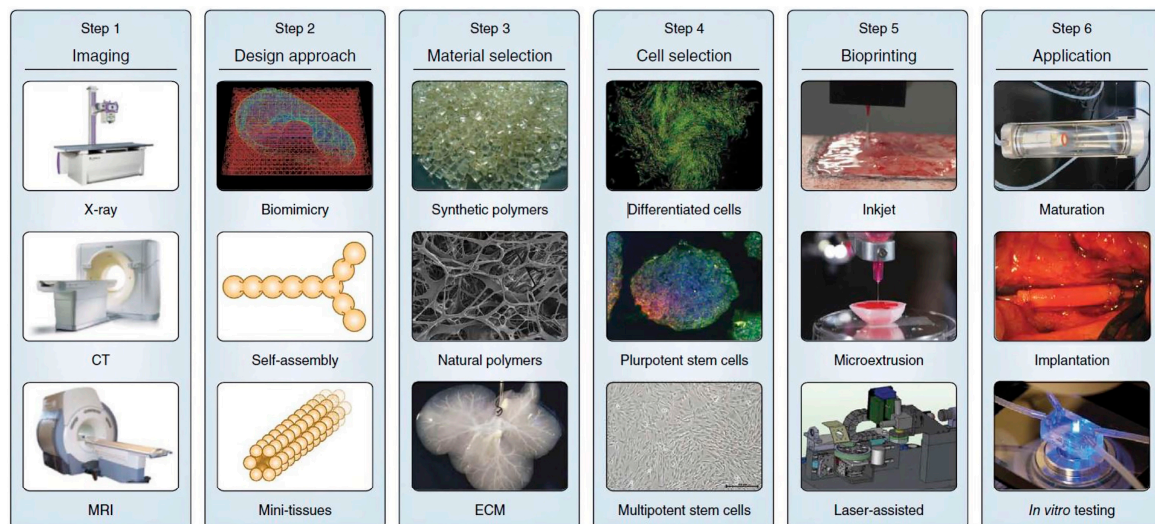 Step 1
Imaging
X-ray
CT
MRI
Step 2
Design approach
Biomimicry
Self-assembly
Mini-tissues
Step 3
Material selection
Synthetic polymers
Natural polymers
ECM
Step 4
Cell selection
Differentiated cells
Plurpotent stem cells
Multipotent stem cells
Step 5
Bioprinting
Inkjet
Microextrusion
Laser-assisted
Step 6
Application
Maturation
Implantation
In vitro testing